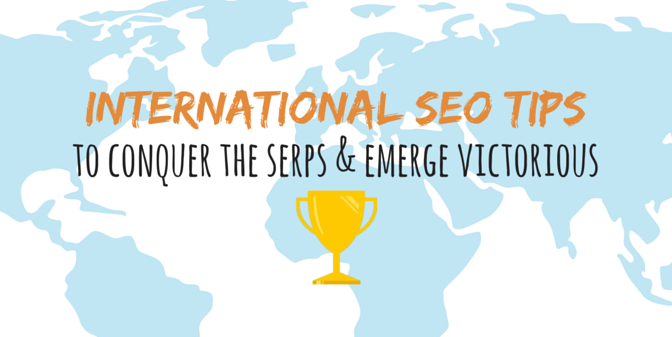 INTERNATIONAL SEO TIPS
TO CONQUER THE SERPS & EMERGE VICTORIOUS